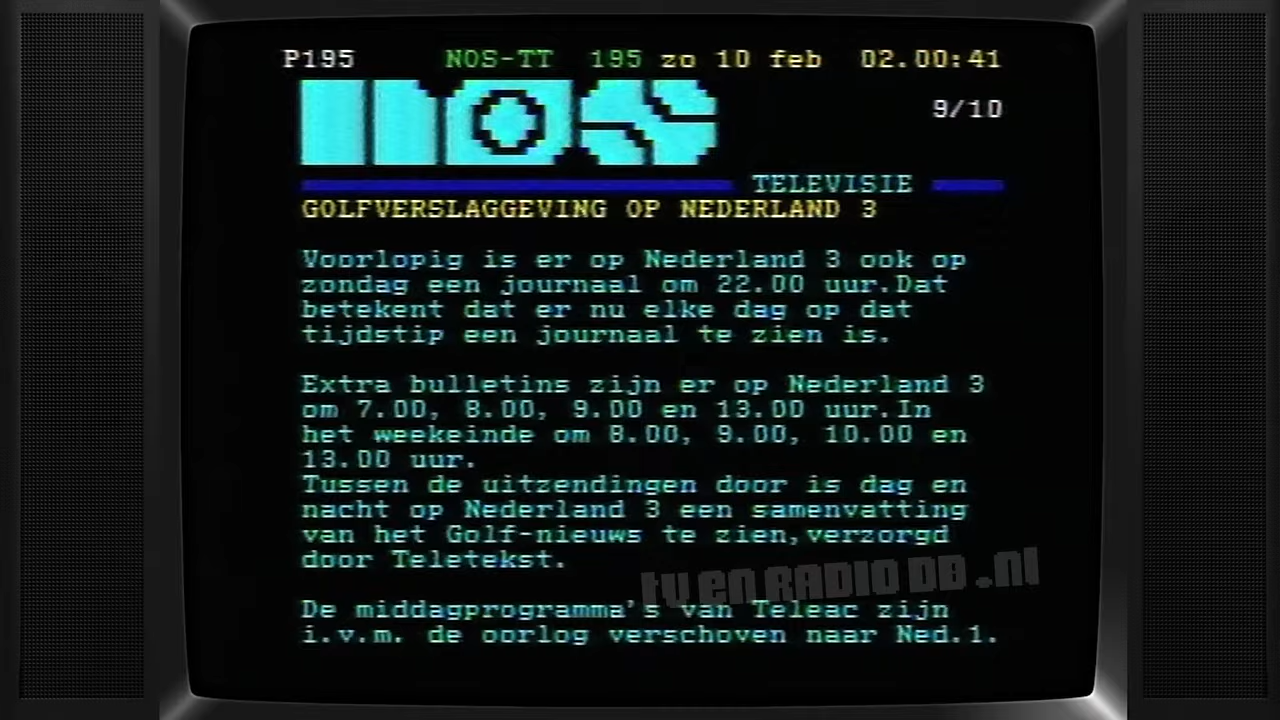 P195 NOS-TT 195 zo 10 feb 02.00:41
nos 9/10
TELEVISIE
GOLFVERSLAGGEVING OP NEDERLAND 3
Voorlopig is er op Nederland 3 ook op
zondag een journaal om 22.00 uur.Dat
betekent dat er nu elke dag op dat
tijdstip een journaal te zien is.
Extra bulletins zijn er op Nederland 3
om 7.00, 8.00, 9.00 en 13.00 uur.In
het weekeinde om 8.00, 9.00, 10.00 en
13.00 uur.
Tussen de uitzendingen door is dag en
nacht op Nederland 3 een samenvatting
van het Golf-nieuws te zien,verzorgd
door Teletekst.
tv en RADIO DB .nl
De middagprogramma's van Teleac zijn
i.v.m. de oorlog verschoven naar Ned.1.